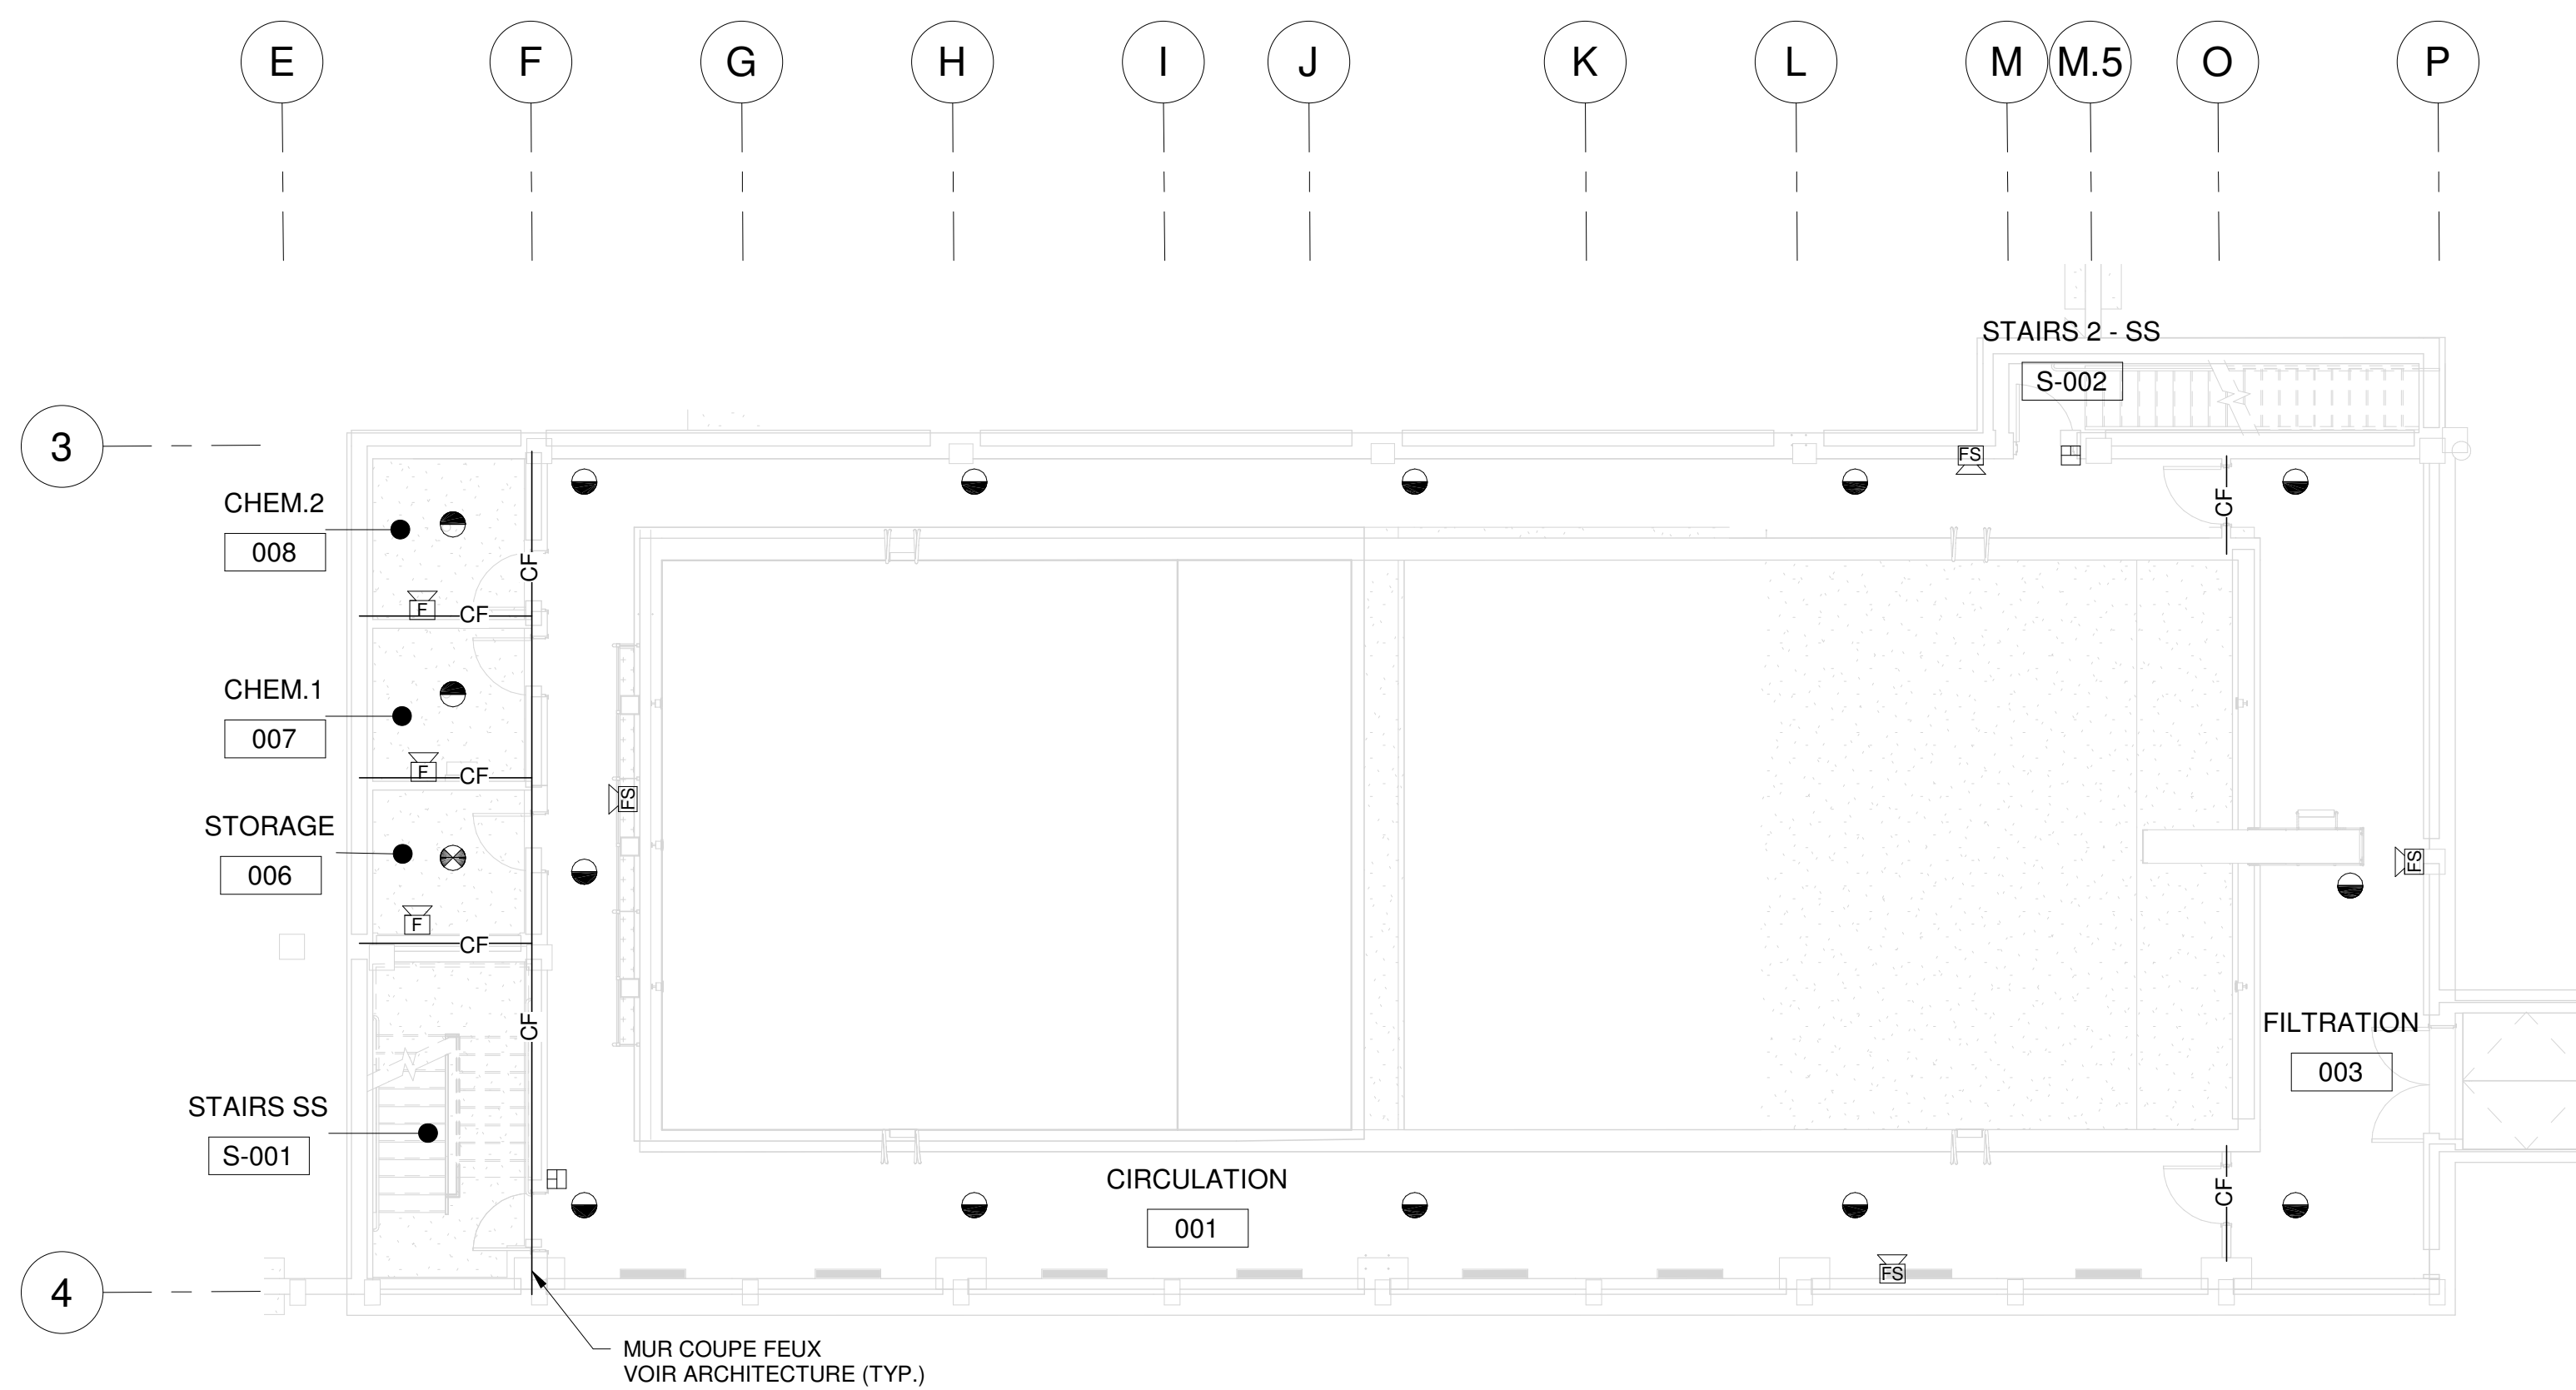 E F G H I J K L M M.5 O P
STAIRS 2 - SS
S-002
3
FS
CF
CHEM.2
008
CF
F
CF
CHEM.1
007
F
CF
FS
STORAGE
006
FS
F
CF
FILTRATION
003
CF
STAIRS SS
S-001
CIRCULATION
001
CF
FS
4
MUR COUPE FEUX
VOIR ARCHITECTURE (TYP.)